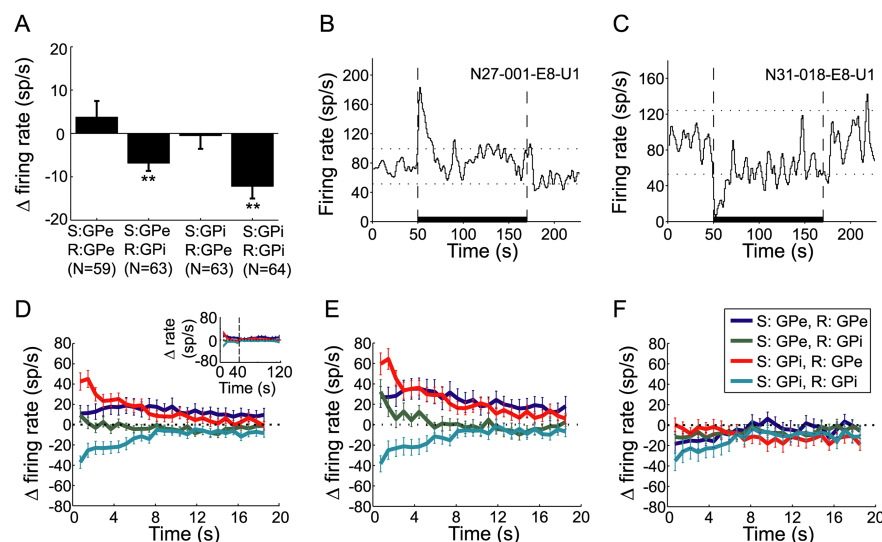 A
Δ firing rate (sp/s)
20
10
0
-10
-20
**
**
S:GPe S:GPe S:GPi S:GPi
R:GPe R:GPi R:GPe R:GPi
(N=59) (N=63) (N=63) (N=64)
B
N27-001-E8-U1
Firing rate (sp/s)
200
160
120
80
40
0
0 50 100 150 200
Time (s)
C
N31-018-E8-U1
Firing rate (sp/s)
160
120
80
40
0
0 50 100 150 200
Time (s)
D
Δ firing rate (sp/s)
80
60
40
20
0
-20
-40
-60
-80
0 4 8 12 16 20
Time (s)
Δ rate
(sp/s)
80
0
-80
0 40 80 120
Time (s)
E
Δ firing rate (sp/s)
80
60
40
20
0
-20
-40
-60
-80
0 4 8 12 16 20
Time (s)
F
Δ firing rate (sp/s)
80
60
40
20
0
-20
-40
-60
-80
0 4 8 12 16 20
Time (s)
S: GPe, R: GPe
S: GPe, R: GPi
S: GPi, R: GPe
S: GPi, R: GPi